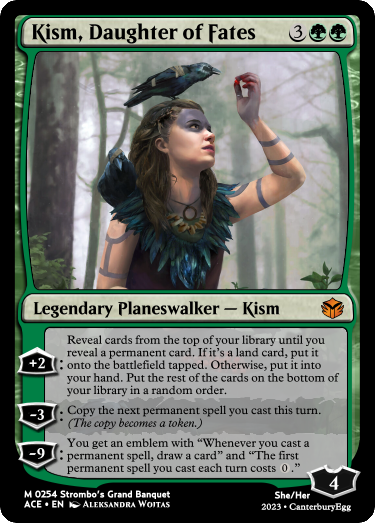 Kism, Daughter of Fates 3
Legendary Planeswalker — Kism
Reveal cards from the top of your library until you
reveal a permanent card. If it's a land card, put it
+2 onto the battlefield tapped. Otherwise, put it into
your hand. Put the rest of the cards on the bottom of
your library in a random order.
-3 Copy the next permanent spell you cast this turn.
(The copy becomes a token.)
You get an emblem with “Whenever you cast a
-9 permanent spell, draw a card” and “The first
permanent spell you cast each turn costs 0.”
4
M 0254 Strombo's Grand Banquet She/Her
ACE • EN Aleksandra Wojtas 2023 • CanterburyEgg